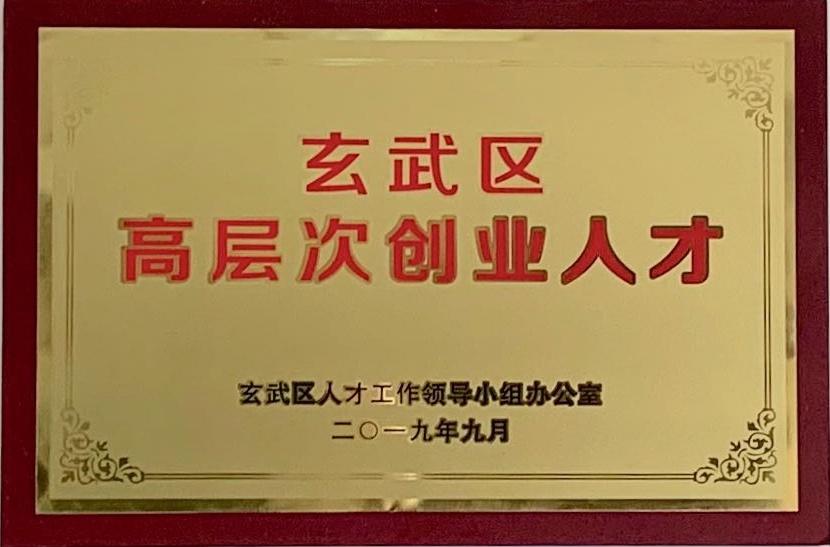 玄武区
高层次创业人才
玄武区人才工作领导小组办公室
二〇一九年九月